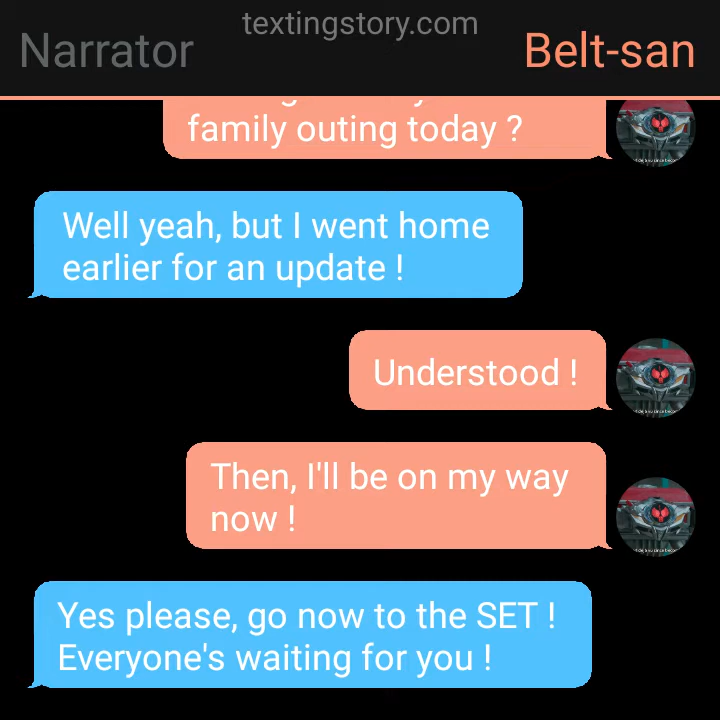 textingstory.com
Narrator
Belt-san
family outing today ?
Well yeah, but I went home
earlier for an update !
Understood !
Then, I'll be on my way
now !
Yes please, go now to the SET !
Everyone's waiting for you !